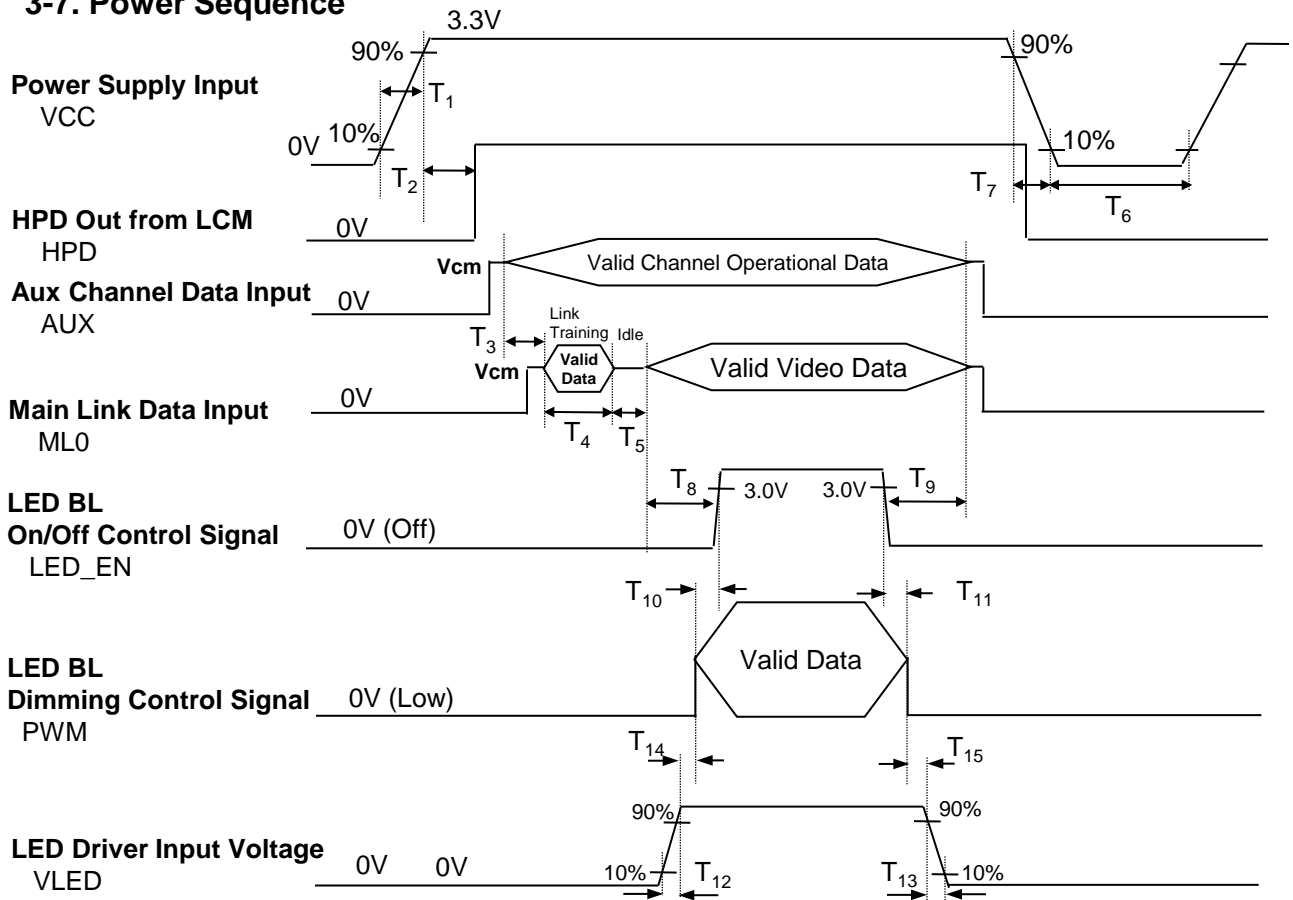 3-7. Power Sequence
3.3V
90%
90%
Power Supply Input
VCC
T1
0V
10%
10%
T2
T7
T6
HPD Out from LCM
HPD
0V
Vcm
Valid Channel Operational Data
Aux Channel Data Input
AUX
0V
Link
Training
Idle
T3
Vcm
Valid
Data
Valid Video Data
Main Link Data Input
ML0
0V
T4
T5
T8
3.0V
3.0V
T9
LED BL
On/Off Control Signal
LED_EN
0V (Off)
T10
T11
Valid Data
LED BL
Dimming Control Signal
PWM
0V (Low)
T14
T15
90%
90%
LED Driver Input Voltage
VLED
0V
0V
10%
T12
T13
10%